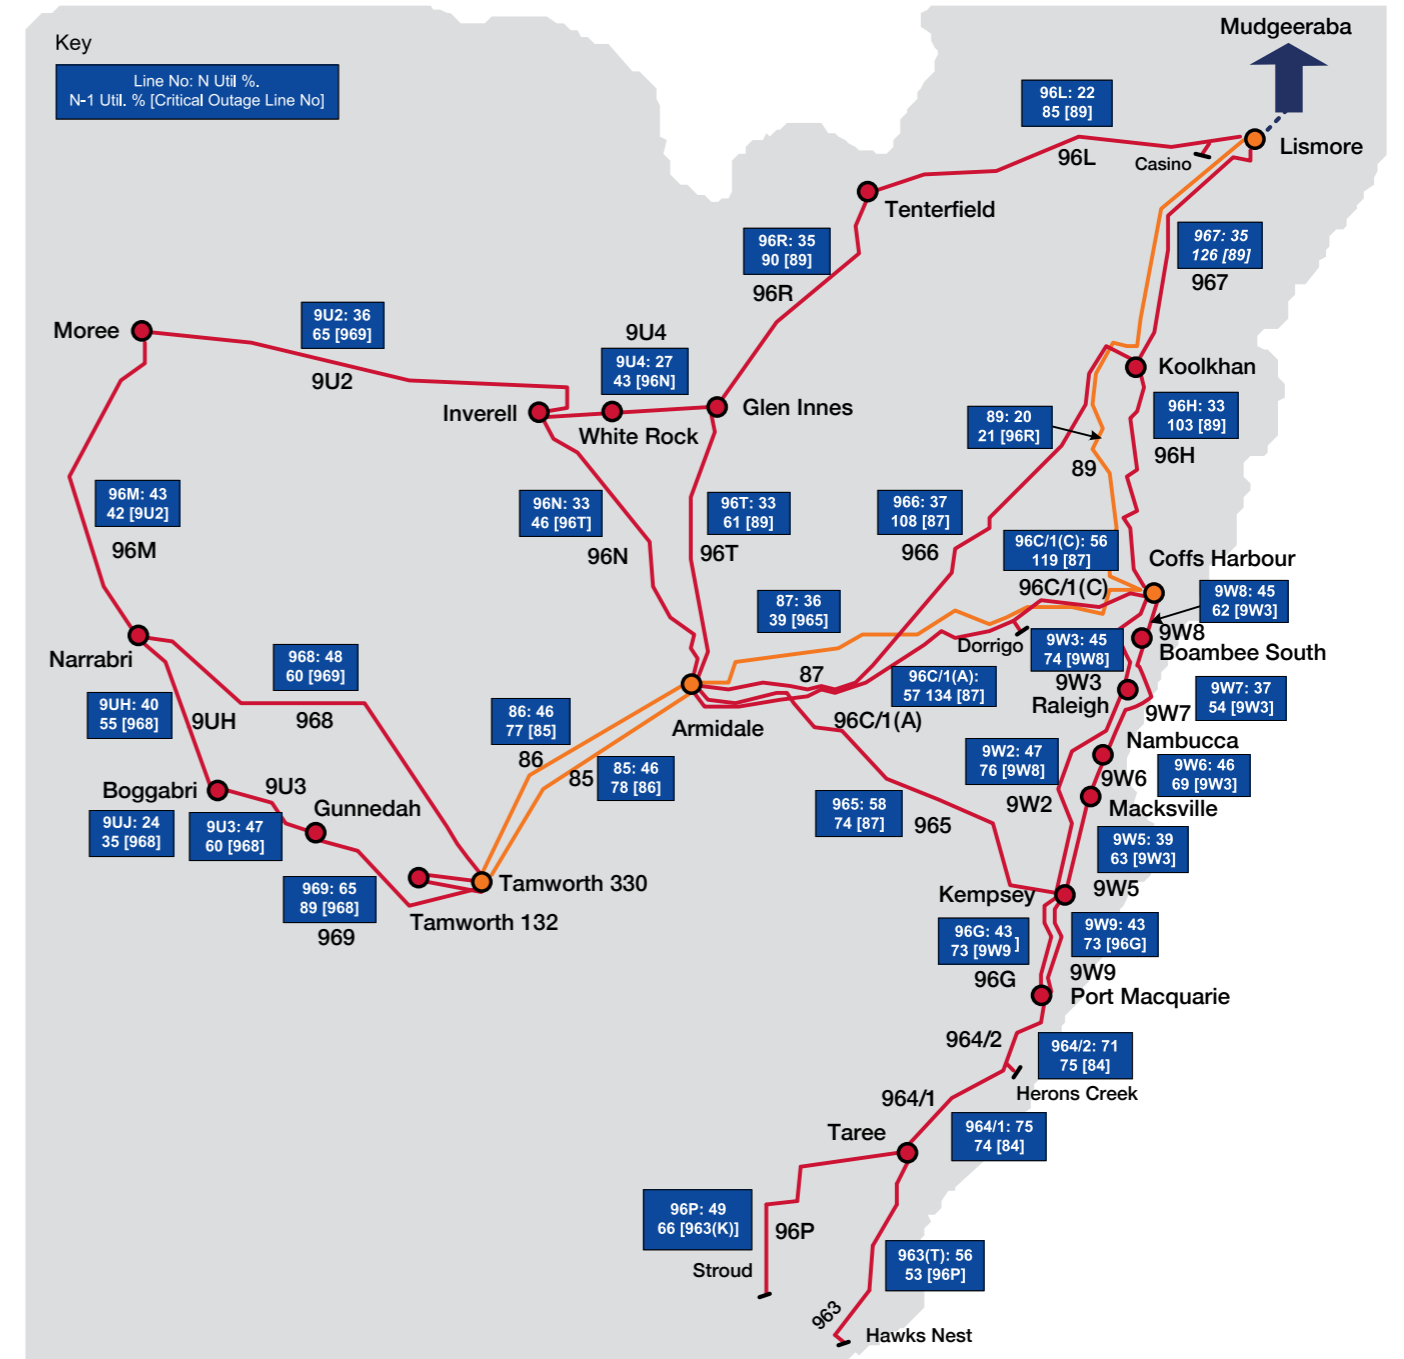 Mudgeeraba
Key
Line No: N Util %.
N-1 Util. % [Critical Outage Line No]
96L: 22
85 [89]
96L
Casino
Lismore
Tenterfield
96R: 35
90 [89]
96R
967: 35
126 [89]
967
Moree
9U2: 36
65 [969]
9U2
9U4
9U4: 27
43 [96N]
Inverell
White Rock
Glen Innes
Koolkhan
89: 20
21 [96R]
89
96H: 33
103 [89]
96H
96M: 43
42 [9U2]
96M
96N: 33
46 [96T]
96N
96T: 33
61 [89]
96T
966: 37
108 [87]
966
96C/1(C): 56
119 [87]
96C/1(C)
Coffs Harbour
9W8: 45
62 [9W3]
9W8
Boambee South
87: 36
39 [965]
87
Dorrigo
9W3: 45
74 [9W8]
9W3
Raleigh
Narrabri
968: 48
60 [969]
968
9UH: 40
55 [968]
9UH
86: 46
77 [85]
86
Armidale
96C/1(A):
57 134 [87]
96C/1(A)
9W7: 37
54 [9W3]
9W7
Nambucca
85: 46
78 [86]
85
9W2: 47
76 [9W8]
9W2
9W6: 46
69 [9W3]
9W6
Macksville
Boggabri
9U3
Gunnedah
9UJ: 24
35 [968]
9U3: 47
60 [968]
965: 58
74 [87]
965
9W5: 39
63 [9W3]
9W5
Tamworth 330
Tamworth 132
969: 65
89 [968]
969
Kempsey
96G: 43
73 [9W9]
96G
9W9: 43
73 [96G]
9W9
Port Macquarie
964/2
964/2: 71
75 [84]
Herons Creek
964/1
964/1: 75
74 [84]
Taree
96P: 49
66 [963(K)]
96P
Stroud
963(T): 56
53 [96P]
963
Hawks Nest